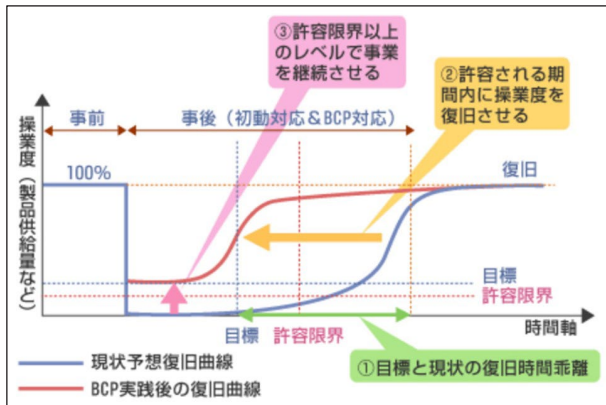 ③許容限界以上
のレベルで事業
を継続させる
②許容される期
間内に操業度を
復旧させる
操業度（製品供給量など）
事前
事後（初動対応＆BCP対応）
100%
復旧
目標
許容限界
時間軸
目標
許容限界
①目標と現状の復旧時間乖離
現状予想復旧曲線
BCP実践後の復旧曲線